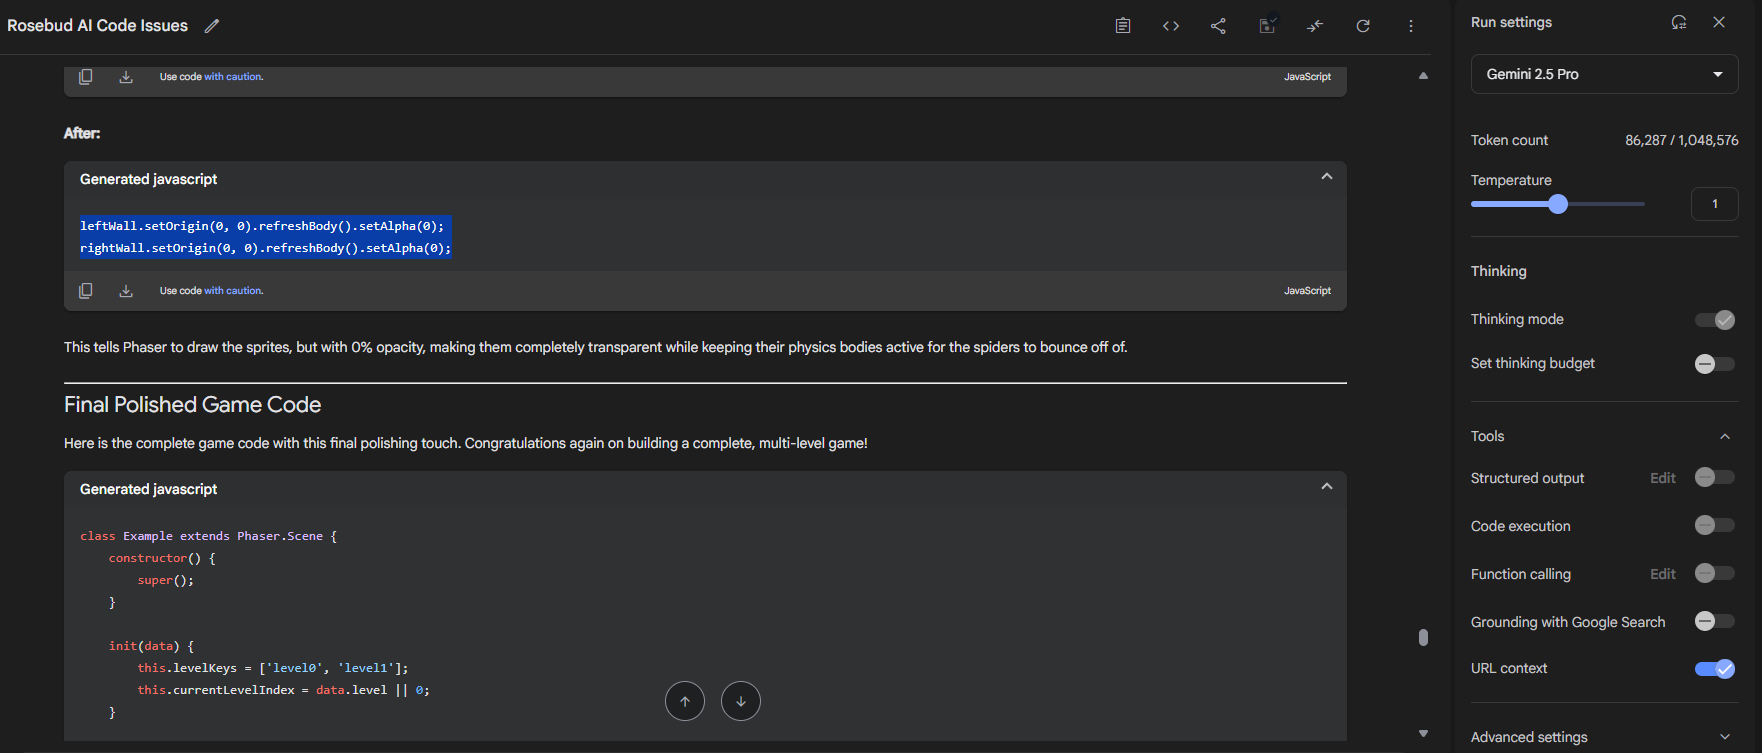 Rosebud AI Code Issues
Use code with caution.
JavaScript
After:
Generated javascript
leftWall.setOrigin(0, 0).refreshBody().setAlpha(0);
rightWall.setOrigin(0, 0).refreshBody().setAlpha(0);
Use code with caution.
JavaScript
This tells Phaser to draw the sprites, but with 0% opacity, making them completely transparent while keeping their physics bodies active for the spiders to bounce off of.
Final Polished Game Code
Here is the complete game code with this final polishing touch. Congratulations again on building a complete, multi-level game!
Generated javascript
class Example extends Phaser.Scene {
    constructor() {
        super();
    }

    init(data) {
        this.levelKeys = ['level0', 'level1'];
        this.currentLevelIndex = data.level || 0;
    }
Run settings
Gemini 2.5 Pro
Token count 86,287 / 1,048,576
Temperature
1
Thinking
Thinking mode
Set thinking budget
Tools
Structured output Edit
Code execution
Function calling Edit
Grounding with Google Search
URL context
Advanced settings